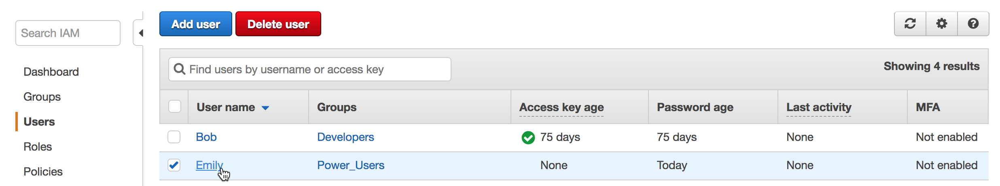 Search IAM
Dashboard
Groups
Users
Roles
Policies
Add user Delete user
Find users by username or access key
Showing 4 results
User name Groups Access key age Password age Last activity MFA
Bob Developers 75 days 75 days None Not enabled
Emily Power_Users None Today None Not enabled